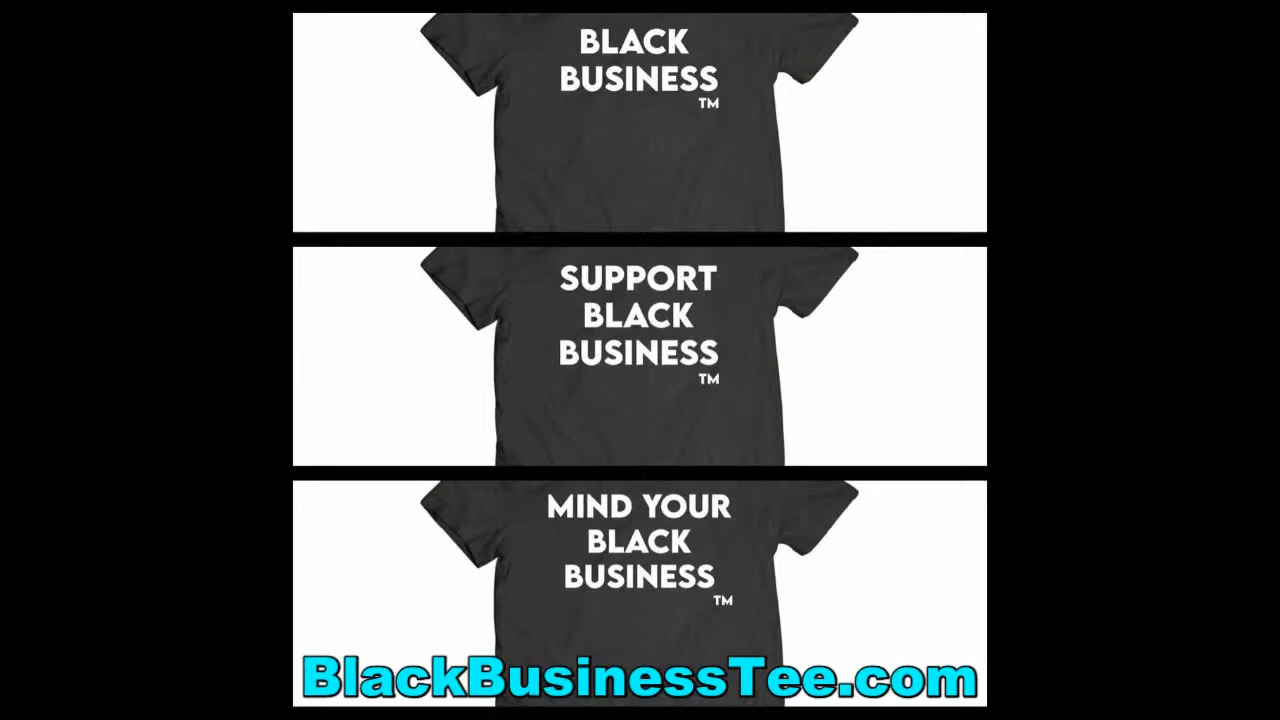 BLACK
BUSINESS
TM
SUPPORT
BLACK
BUSINESS
TM
MIND YOUR
BLACK
BUSINESS
TM
BlackBusinessTee.com